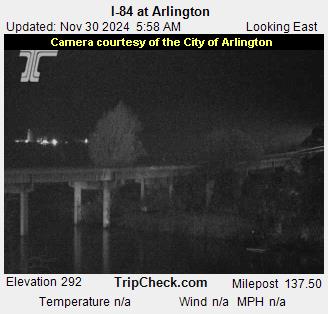 I-84 at Arlington
Updated: Nov 30 2024 5:58 AM Looking East
Camera courtesy of the City of Arlington
Elevation 292 TripCheck.com Milepost 137.50
Temperature n/a Wind n/a MPH n/a